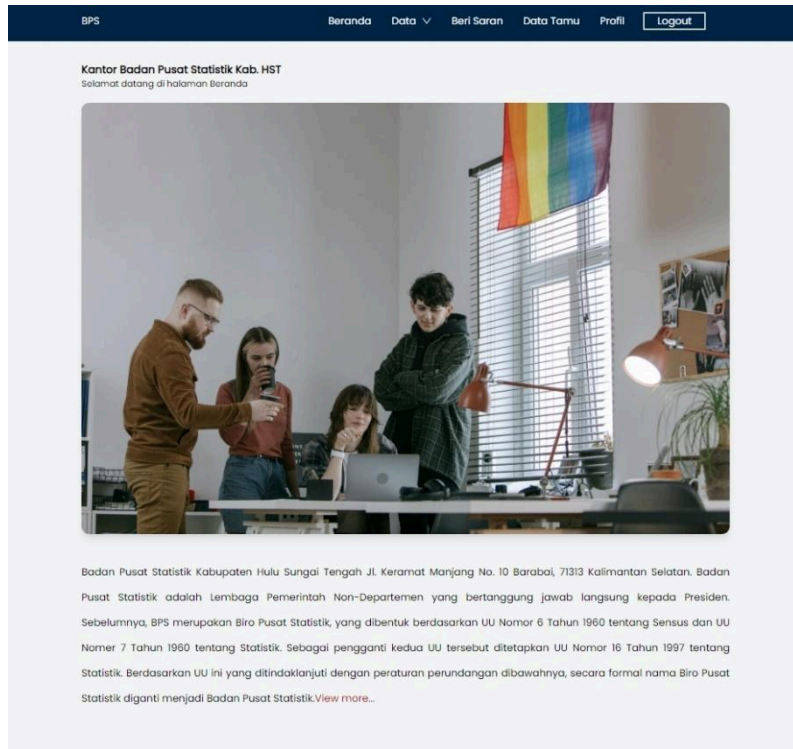 BPS Beranda Data Beri Saran Data Tamu Profil Logout
Kantor Badan Pusat Statistik Kab. HST
Selamat datang di halaman Beranda
Badan Pusat Statistik Kabupaten Hulu Sungai Tengah Jl. Keramat Manjang No. 10 Barabai, 71313 Kalimantan Selatan. Badan
Pusat Statistik adalah Lembaga Pemerintah Non-Departemen yang bertanggung jawab langsung kepada Presiden.
Sebelumnya, BPS merupakan Biro Pusat Statistik, yang dibentuk berdasarkan UU Nomor 6 Tahun 1960 tentang Sensus dan UU
Nomer 7 Tahun 1960 tentang Statistik. Sebagai pengganti kedua UU tersebut ditetapkan UU Nomor 16 Tahun 1997 tentang
Statistik. Berdasarkan UU ini yang ditindaklanjuti dengan peraturan perundangan dibawahnya, secara formal nama Biro Pusat
Statistik diganti menjadi Badan Pusat Statistik.View more...